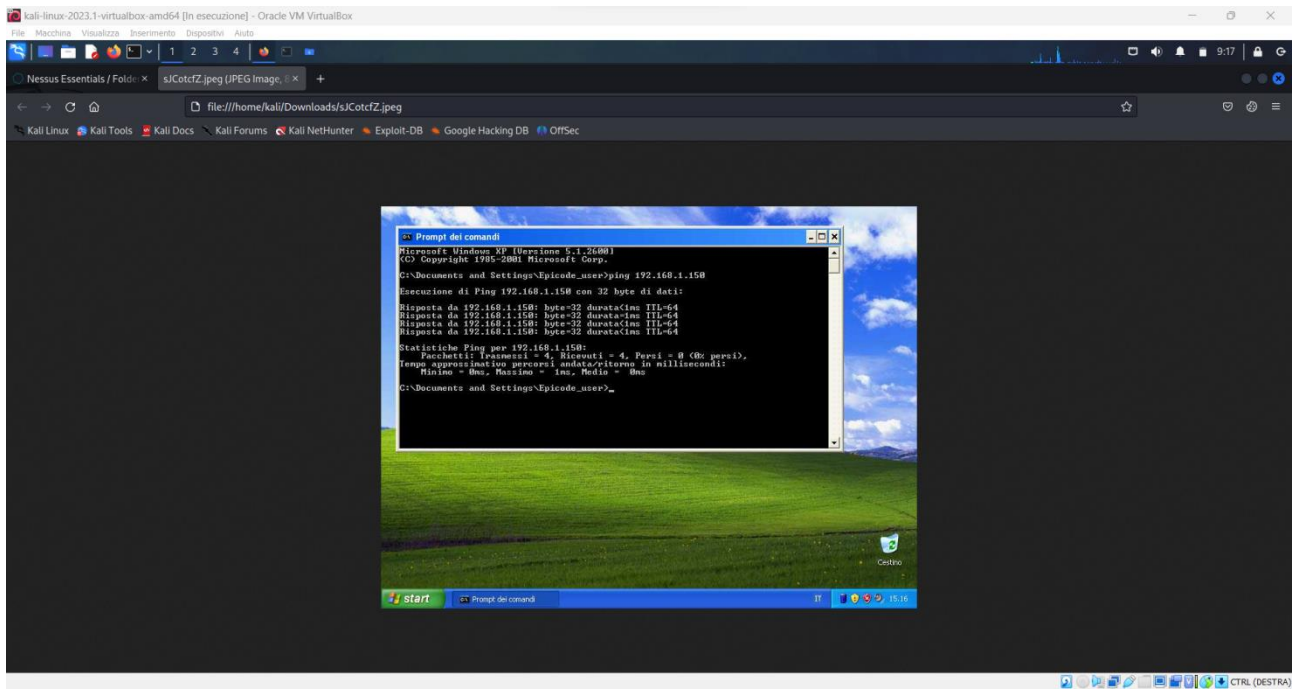 kali-linux-2023.1-virtualbox-amd64 [In esecuzione] - Oracle VM VirtualBox
File Macchina Visualizza Inserimento Dispositivi Aiuto
1 2 3 4
9:17
Nessus Essentials / Folde
sJCotcfZ.jpeg (JPEG Image, 8
file:///home/kali/Downloads/sJCotcfZ.jpeg
Kali Linux Kali Tools Kali Docs Kali Forums Kali NetHunter Exploit-DB Google Hacking DB OffSec
Prompt dei comandi
Microsoft Windows XP [Versione 5.1.2600]
(C) Copyright 1985-2001 Microsoft Corp.
C:\Documents and Settings\Epicode_user>ping 192.168.1.150
Esecuzione di Ping 192.168.1.150 con 32 byte di dati:
Risposta da 192.168.1.150: byte=32 durata<1ms TTL=64
Risposta da 192.168.1.150: byte=32 durata=1ms TTL=64
Risposta da 192.168.1.150: byte=32 durata<1ms TTL=64
Risposta da 192.168.1.150: byte=32 durata<1ms TTL=64
Statistiche Ping per 192.168.1.150:
Pacchetti: Trasmessi = 4, Ricevuti = 4, Persi = 0 (0% persi),
Tempo approssimativo percorsi andata/ritorno in millisecondi:
Minimo = 0ms, Massimo = 1ms, Medio = 0ms
C:\Documents and Settings\Epicode_user>_
Cestino
start
Prompt dei comandi
IT
15.16
CTRL (DESTRA)